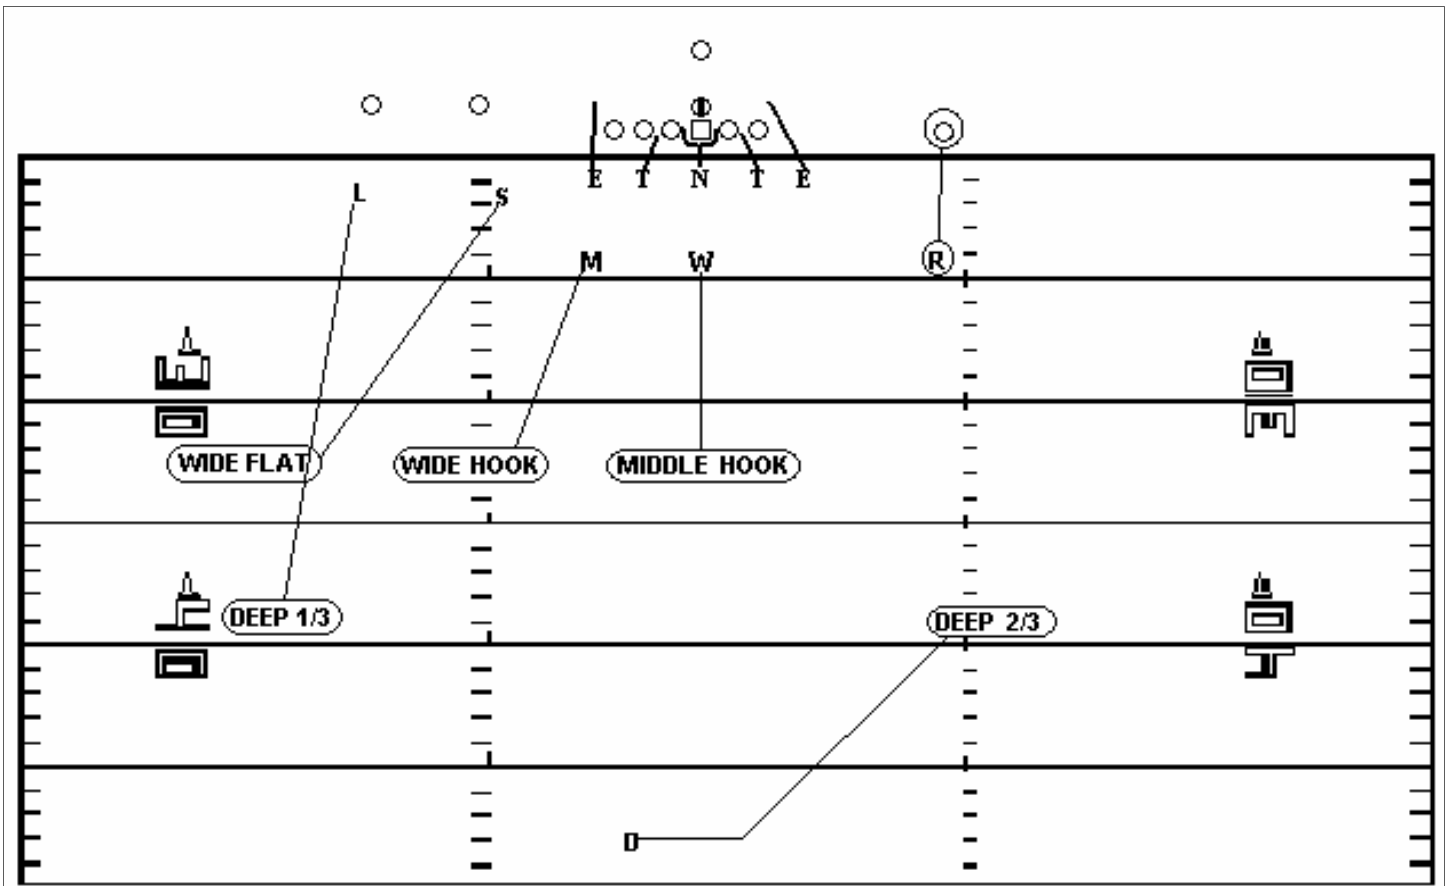 E T N T E
L S
M W R
WIDE FLAT WIDE HOOK MIDDLE HOOK
DEEP 1/3 DEEP 2/3
D